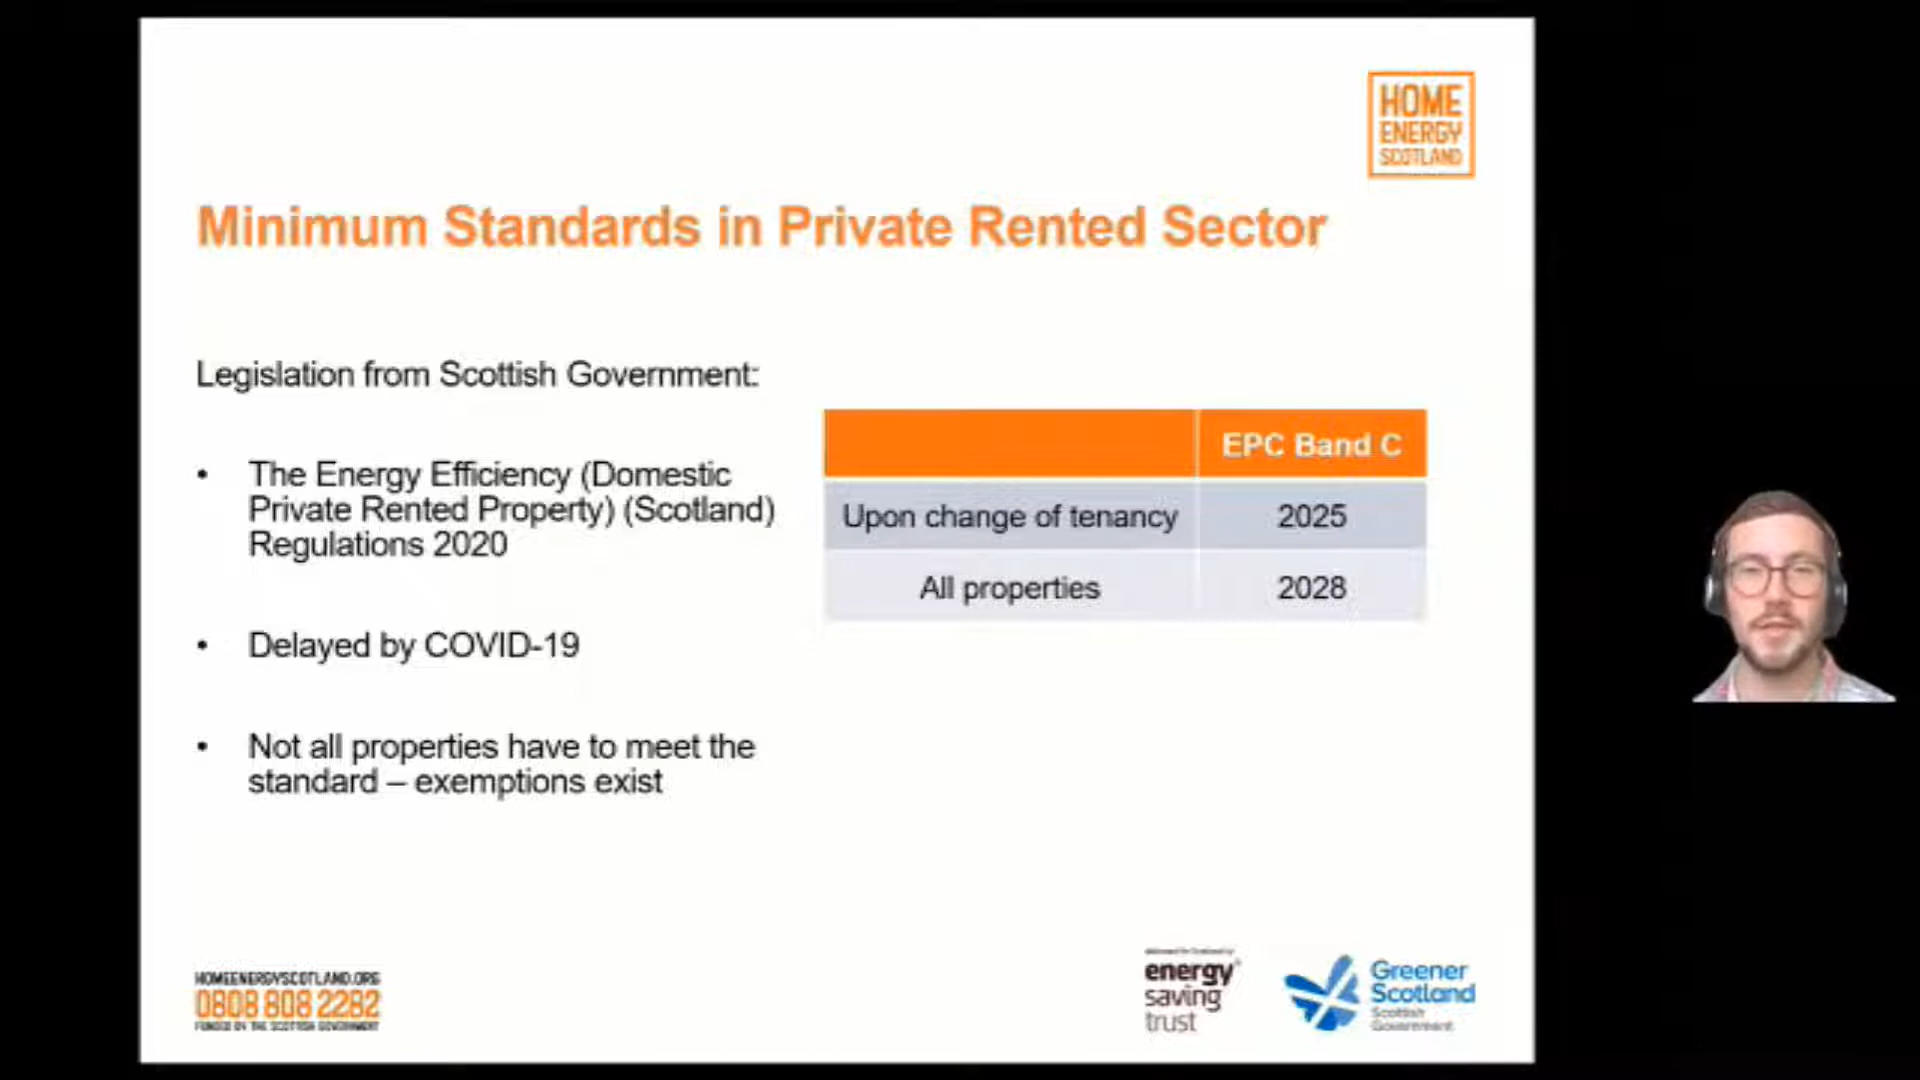 HOME
ENERGY
SCOTLAND
Minimum Standards in Private Rented Sector
Legislation from Scottish Government:
• The Energy Efficiency (Domestic
Private Rented Property) (Scotland)
Regulations 2020
• Delayed by COVID-19
• Not all properties have to meet the
standard – exemptions exist
EPC Band C
Upon change of tenancy 2025
All properties 2028
HOMEENERGYSCOTLAND.ORG
0808 808 2282
FUNDED BY THE SCOTTISH GOVERNMENT
energy
saving
trust
Greener
Scotland
Scottish
Government